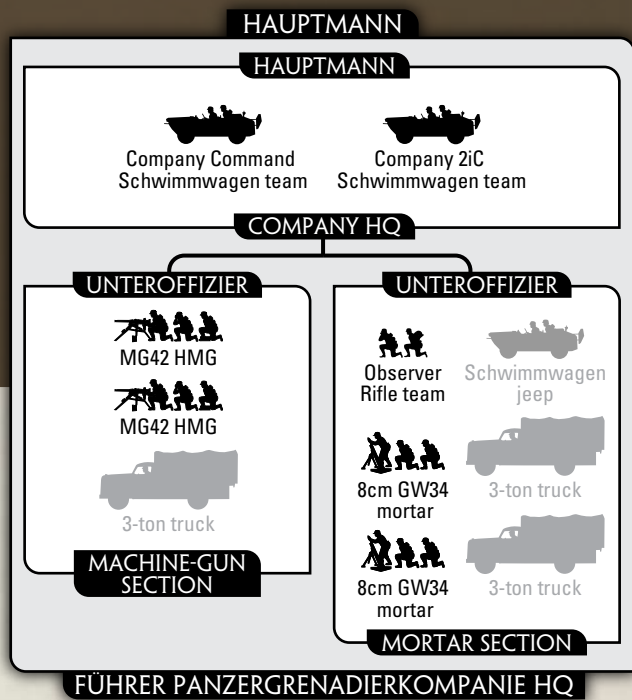 HAUPTMANN
HAUPTMANN
Company Command
Schwimmwagen team
Company 2iC
Schwimmwagen team
COMPANY HQ
UNTEROFFIZIER
MG42 HMG
MG42 HMG
3-ton truck
MACHINE-GUN
SECTION
UNTEROFFIZIER
Observer
Rifle team
Schwimmwagen
jeep
8cm GW34
mortar
3-ton truck
8cm GW34
mortar
3-ton truck
MORTAR SECTION
FÜHRER PANZERGRENADIERKOMPANIE HQ